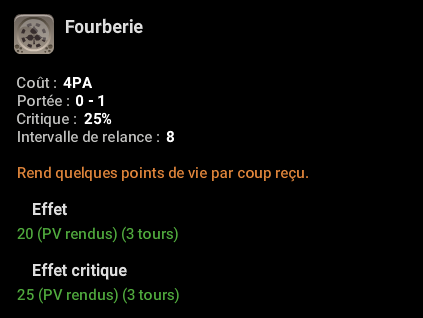 Fourberie
Coût : 4PA
Portée : 0 - 1
Critique : 25%
Intervalle de relance : 8
Rend quelques points de vie par coup reçu.
Effet
20 (PV rendus) (3 tours)
Effet critique
25 (PV rendus) (3 tours)